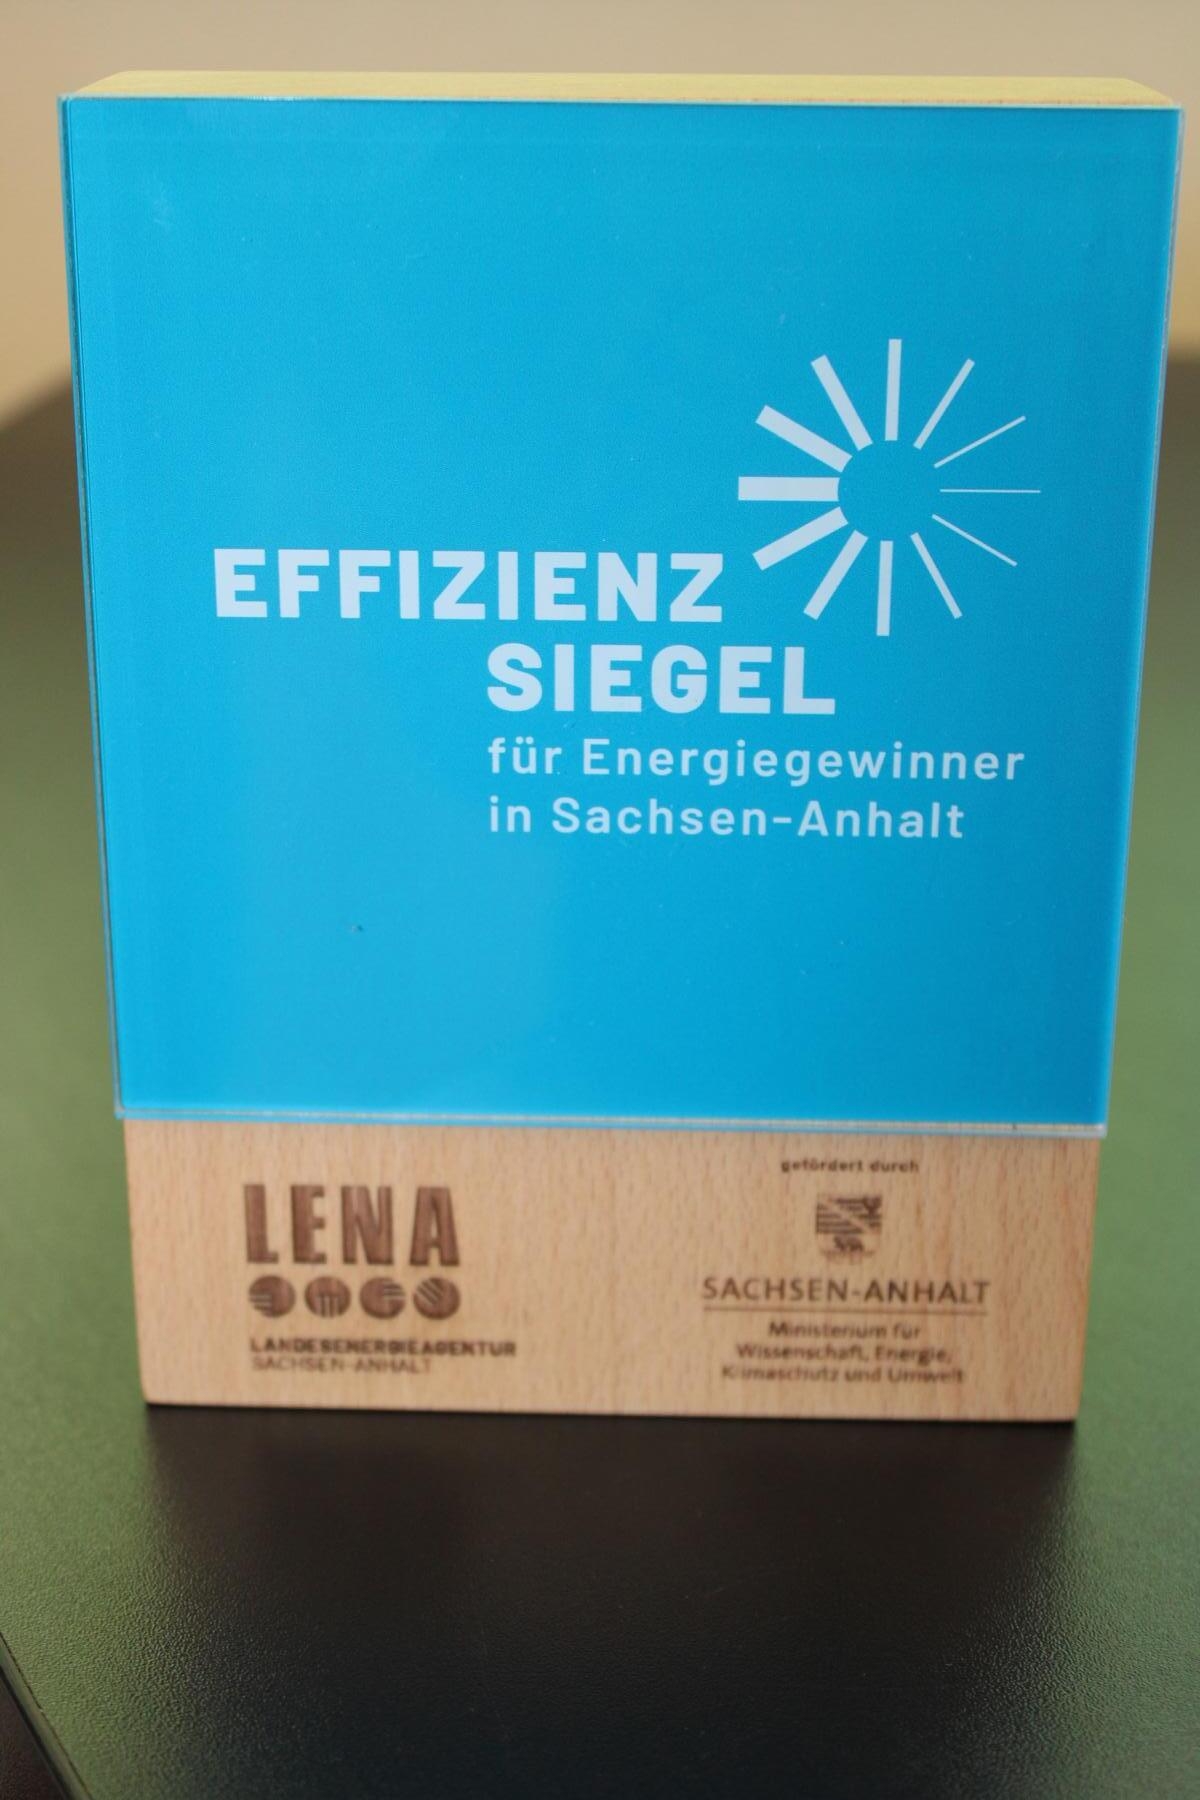 EFFIZIENZ
SIEGEL
für Energiegewinner
in Sachsen-Anhalt
LENA
LANDESENERGIEAGENTUR
SACHSEN-ANHALT
gefördert durch
SACHSEN-ANHALT
Ministerium für
Wissenschaft, Energie,
Klimaschutz und Umwelt